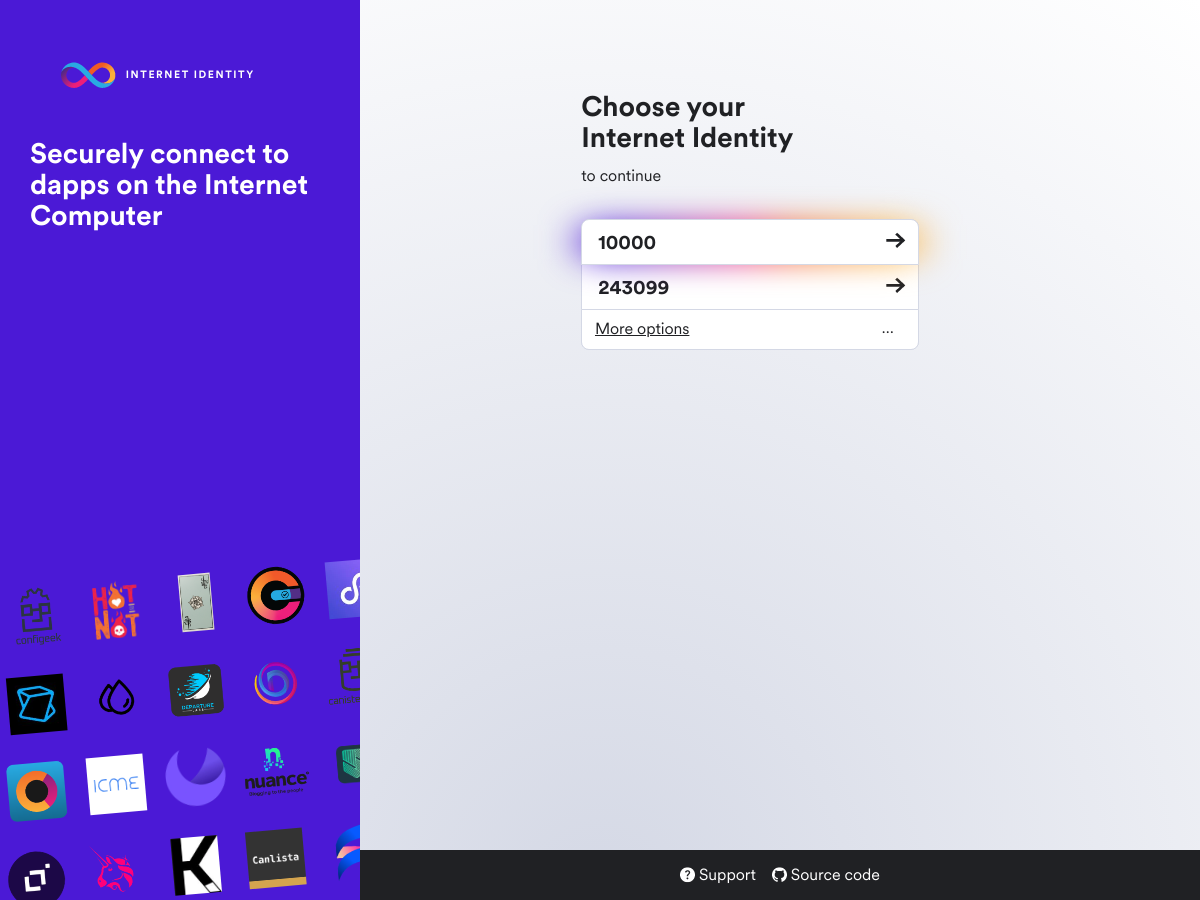 INTERNET IDENTITY
Securely connect to
dapps on the Internet
Computer
Choose your
Internet Identity
to continue
10000
243099
More options
...
HOT
NOT
DEPARTURE
ICME
n
nuance
K
Canlista
Support
Source code